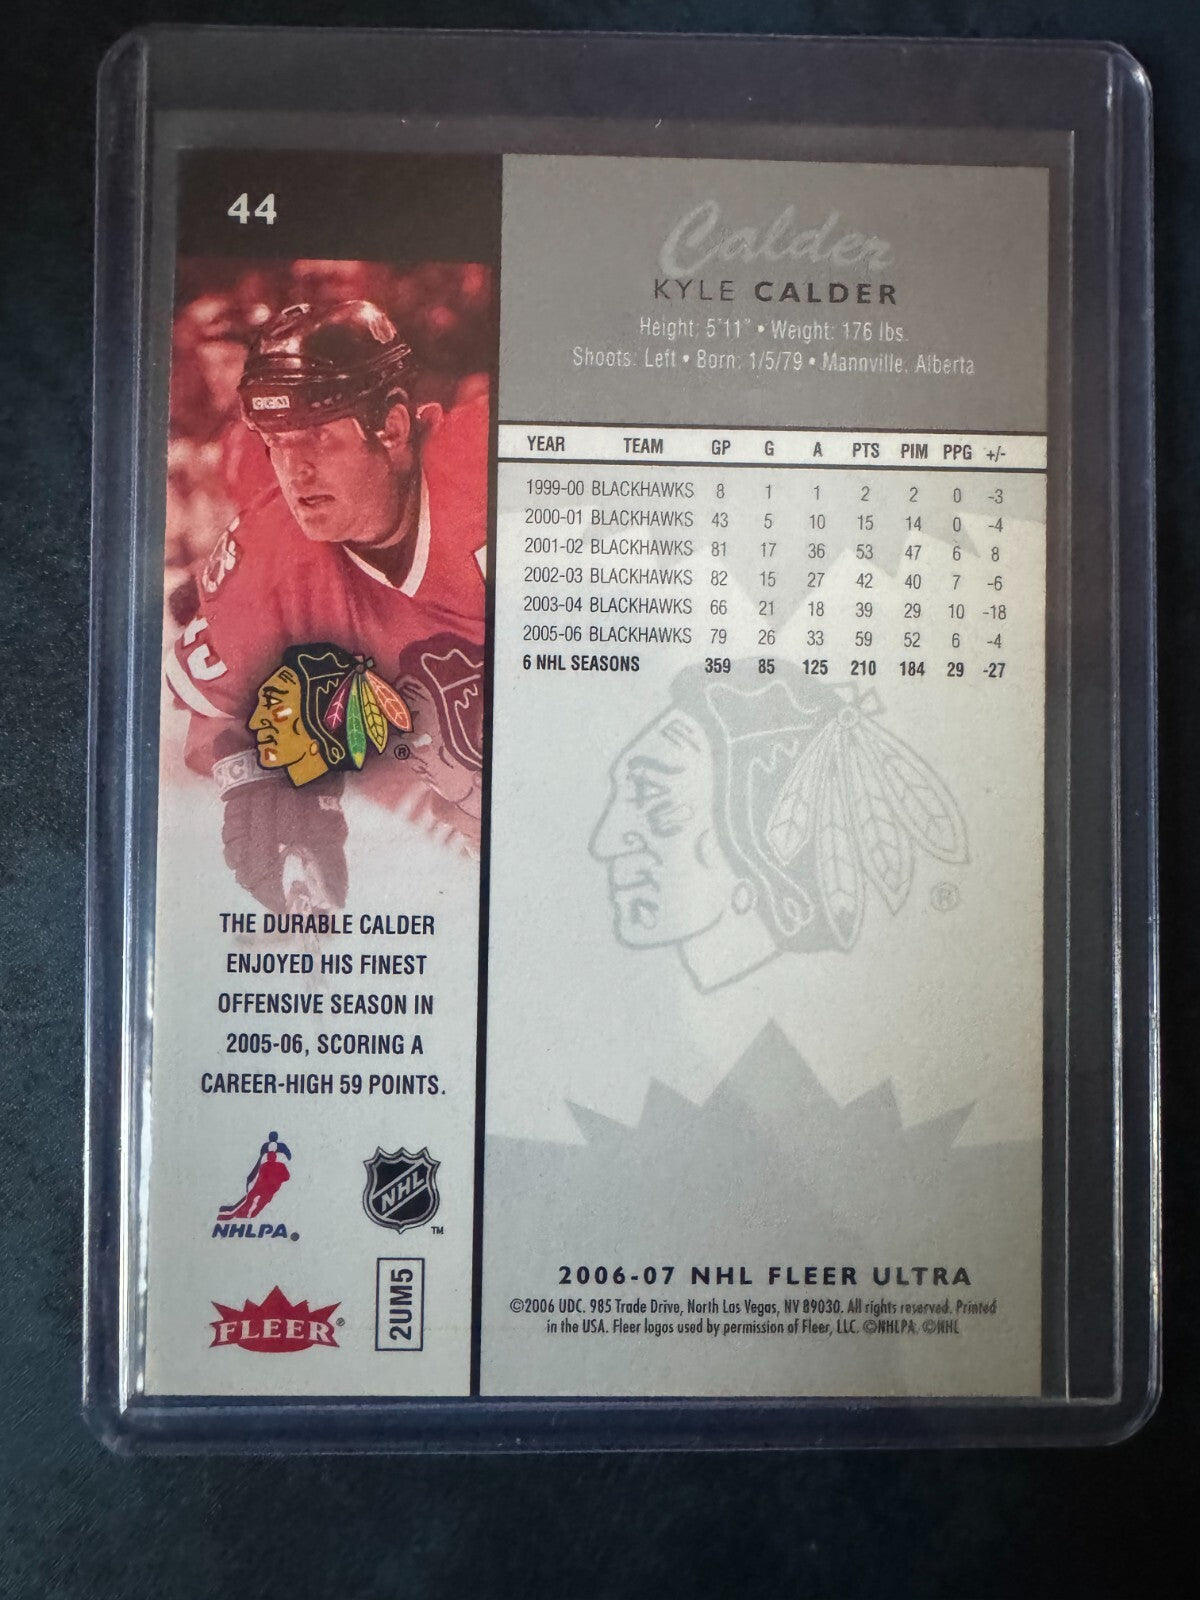 44
Calder
KYLE CALDER
Height: 5'11" • Weight: 176 lbs.
Shoots: Left • Born: 1/5/79 • Mannville, Alberta
YEAR TEAM GP G A PTS PIM PPG +/-
1999-00 BLACKHAWKS 8 1 1 2 2 0 -3
2000-01 BLACKHAWKS 43 5 10 15 14 0 -4
2001-02 BLACKHAWKS 81 17 36 53 47 6 8
2002-03 BLACKHAWKS 82 15 27 42 40 7 -6
2003-04 BLACKHAWKS 66 21 18 39 29 10 -18
2005-06 BLACKHAWKS 79 26 33 59 52 6 -4
6 NHL SEASONS 359 85 125 210 184 29 -27
CCM
®
®
THE DURABLE CALDER
ENJOYED HIS FINEST
OFFENSIVE SEASON IN
2005-06, SCORING A
CAREER-HIGH 59 POINTS.
NHLPA®
NHL ™
FLEER®
2UM5
2006-07 NHL FLEER ULTRA
©2006 UDC. 985 Trade Drive, North Las Vegas, NV 89030. All rights reserved. Printed
in the USA. Fleer logos used by permission of Fleer, LLC. ©NHLPA. ©NHL